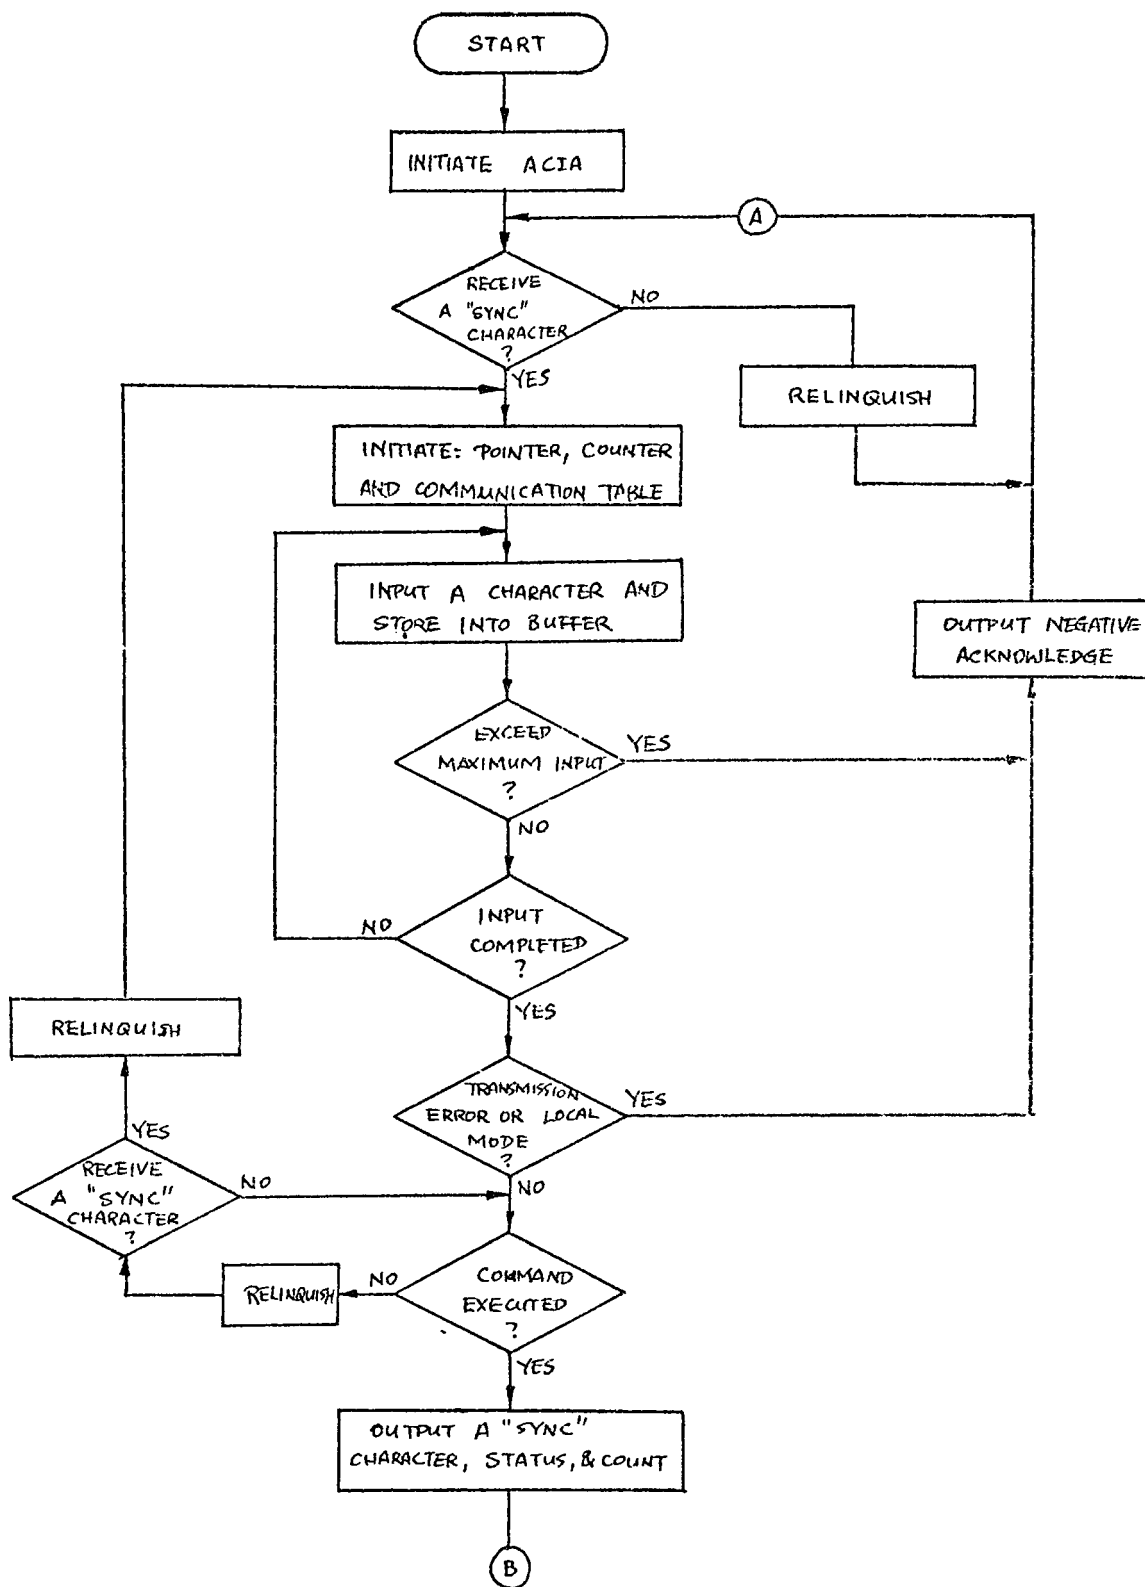 START
INITIATE ACIA
A
RECEIVE
A "SYNC"
CHARACTER
?
NO
YES
RELINQUISH
INITIATE: POINTER, COUNTER
AND COMMUNICATION TABLE
INPUT A CHARACTER AND
STORE INTO BUFFER
OUTPUT NEGATIVE
ACKNOWLEDGE
EXCEED
MAXIMUM INPUT
?
YES
NO
INPUT
COMPLETED
?
NO
YES
RELINQUISH
TRANSMISSION
ERROR OR LOCAL
MODE
?
YES
NO
YES
RECEIVE
A "SYNC"
CHARACTER
?
NO
COMMAND
EXECUTED
?
NO
RELINQUISH
YES
OUTPUT A "SYNC"
CHARACTER, STATUS, & COUNT
B